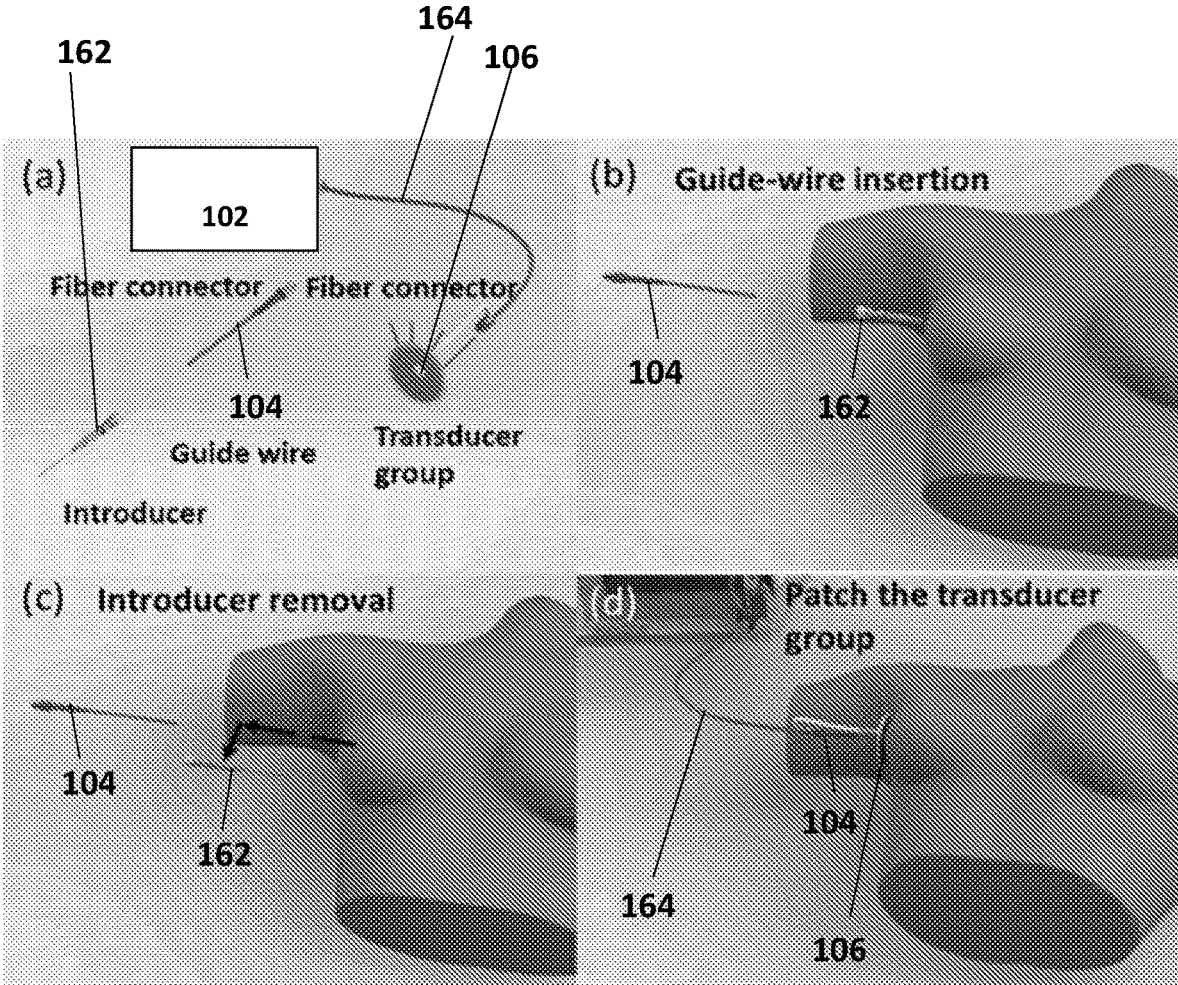 164
162
106
(a)
102
Fiber connector
Fiber connector
104
Guide wire
Transducer
group
Introducer
(b) Guide-wire insertion
104
162
(c) Introducer removal
104
162
(d) Patch the transducer
group
104
164
106